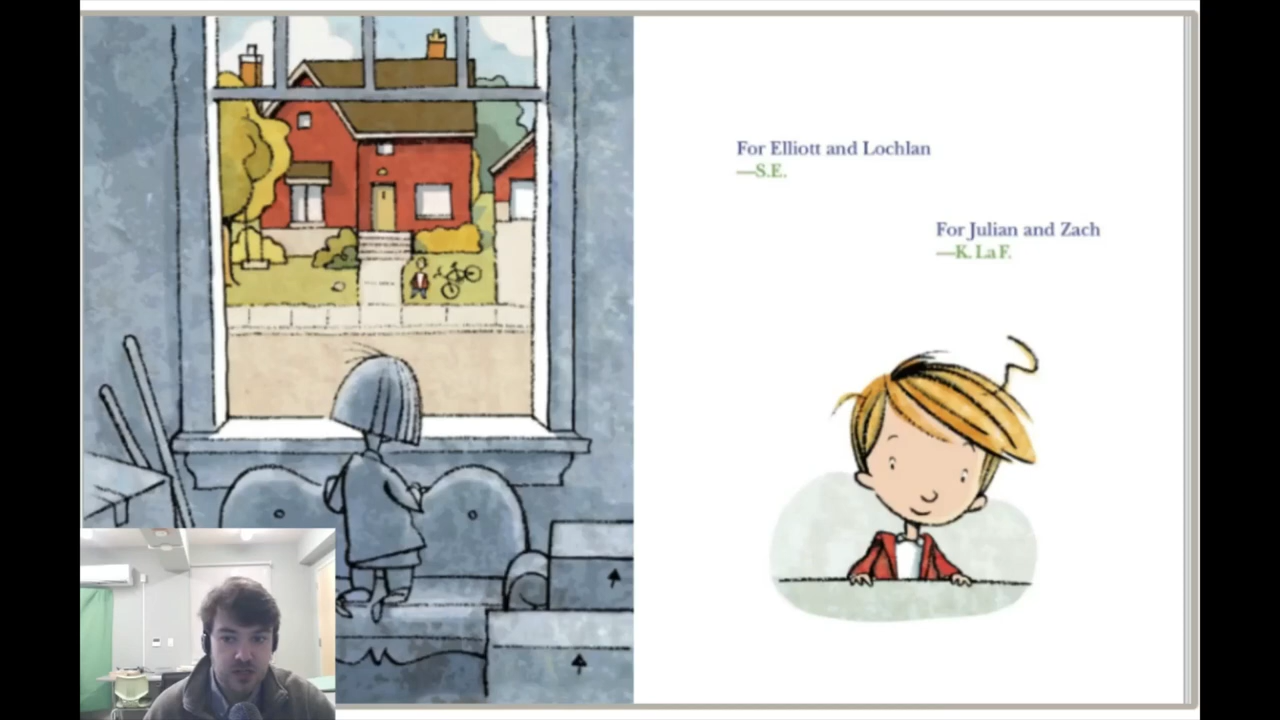 For Elliott and Lochlan
—S.E.
For Julian and Zach
—K. La F.